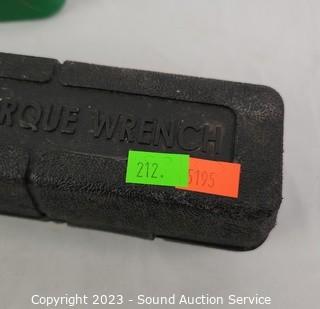 RQUE WRENCH
212.
5195
Copyright 2023 - Sound Auction Service